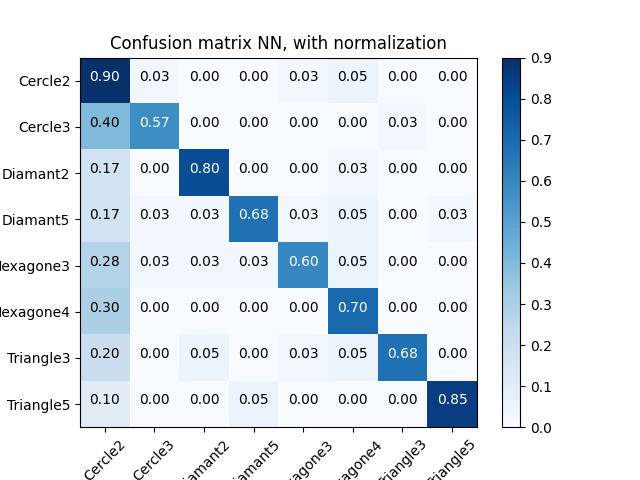 Confusion matrix NN, with normalization
Cercle2 0.90 0.03 0.00 0.00 0.03 0.05 0.00 0.00
Cercle3 0.40 0.57 0.00 0.00 0.00 0.00 0.03 0.00
Diamant2 0.17 0.00 0.80 0.00 0.00 0.03 0.00 0.00
Diamant5 0.17 0.03 0.03 0.68 0.03 0.05 0.00 0.03
lexagone3 0.28 0.03 0.03 0.03 0.60 0.05 0.00 0.00
lexagone4 0.30 0.00 0.00 0.00 0.00 0.70 0.00 0.00
Triangle3 0.20 0.00 0.05 0.00 0.03 0.05 0.68 0.00
Triangle5 0.10 0.00 0.00 0.05 0.00 0.00 0.00 0.85
Cercle2 Cercle3 iamant2 iamant5 agone3 agone4 riangle3 riangle5
0.9
0.8
0.7
0.6
0.5
0.4
0.3
0.2
0.1
0.0